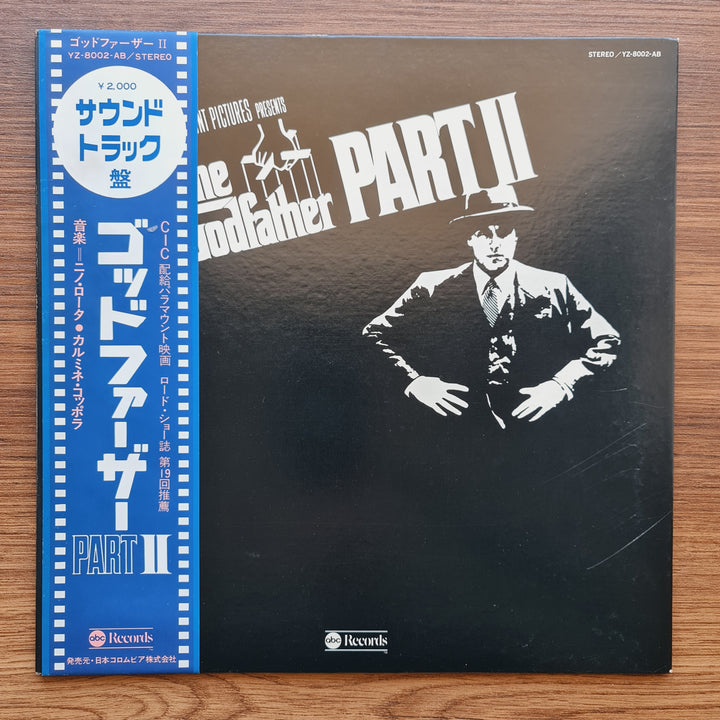 ゴッドファーザー II
YZ-8002-AB/STEREO
¥2,000
サウンド
トラック
盤
CIC 配給パラマウント映画 ロード・ショー誌 第19回推薦
ゴッドファーザー
PART II
音楽=ニノ・ロータ●カルミネ・コッポラ
abc Records
発売元・日本コロムビア株式会社
STEREO/YZ-8002-AB
PICTURES PRESENTS
PART II
Godfather
abc Records